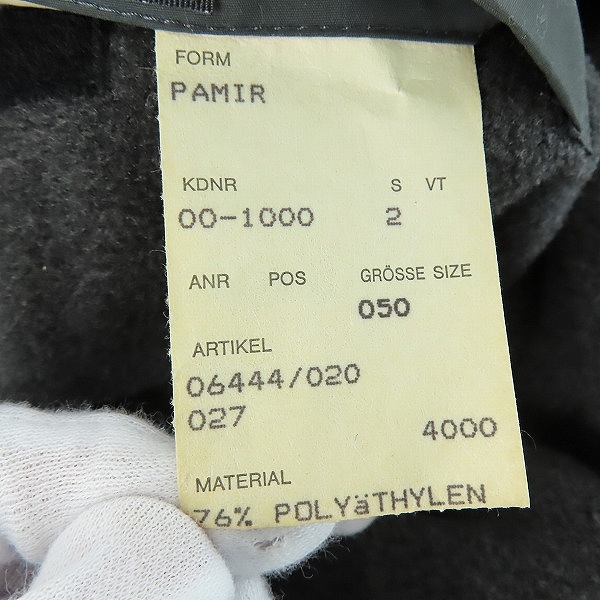 FORM
PAMIR
KDNR S VT
00-1000 2
ANR POS GRÖSSE SIZE
050
ARTIKEL
06444/020
027 4000
MATERIAL
76% POLYäTHYLEN